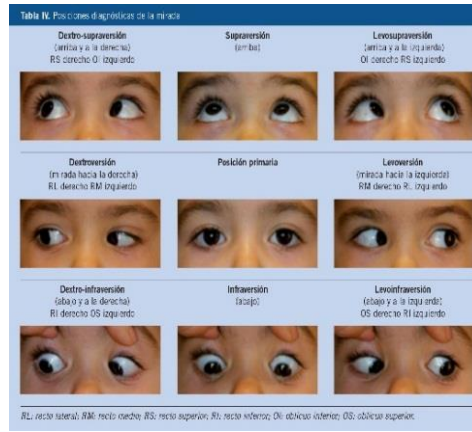 Tabla IV. Posiciones diagnósticas de la mirada
Dextro-supraversión
(arriba y a la derecha)
RS derecho OI izquierdo
Supraversión
(arriba)
Levosupraversión
(arriba y a la izquierda)
OI derecho RS izquierdo
Dextroversión
(mirada hacia la derecha)
RL derecho RM izquierdo
Posición primaria
Levoversión
(mirada hacia la izquierda)
RM derecho RL izquierdo
Dextro-infraversión
(abajo y a la derecha)
RI derecho OS izquierdo
Infraversión
(abajo)
Levoinfraversión
(abajo y a la izquierda)
OS derecho RI izquierdo
RL: recto lateral; RM: recto medio; RS: recto superior; RI: recto inferior; OI: oblicuo inferior; OS: oblicuo superior.